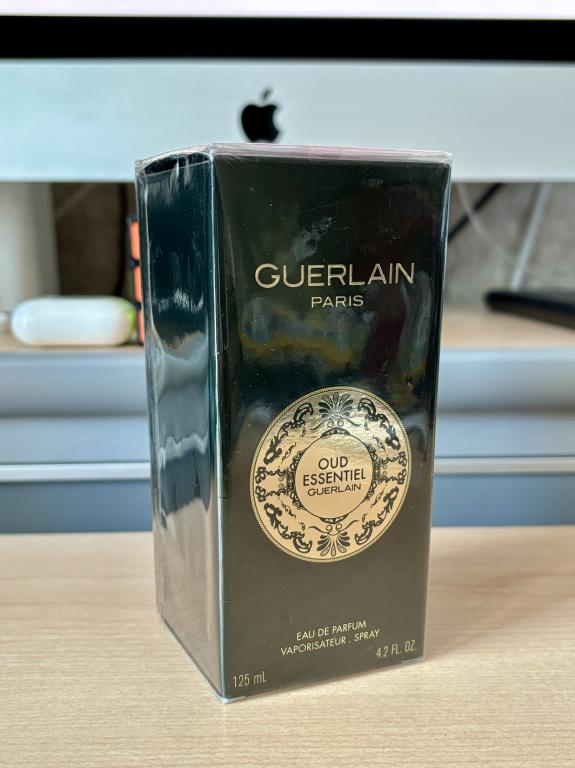 GUERLAIN
PARIS
OUD
ESSENTIEL
GUERLAIN
EAU DE PARFUM
VAPORISATEUR . SPRAY
125 mL
4.2 FL. OZ.